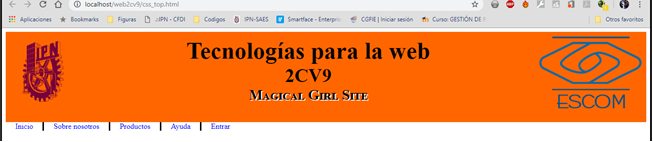 localhost/web2cv9/css_top.html
Aplicaciones Bookmarks Figuras IPN - CFDI Codigos IPN-SAES Smartface - Enterpri CGFIE | Iniciar sesión Curso: GESTIÓN DE Otros favoritos
IPN
Tecnologías para la web
2CV9
Magical Girl Site
ESCOM
Inicio | Sobre nosotros | Productos | Ayuda | Entrar